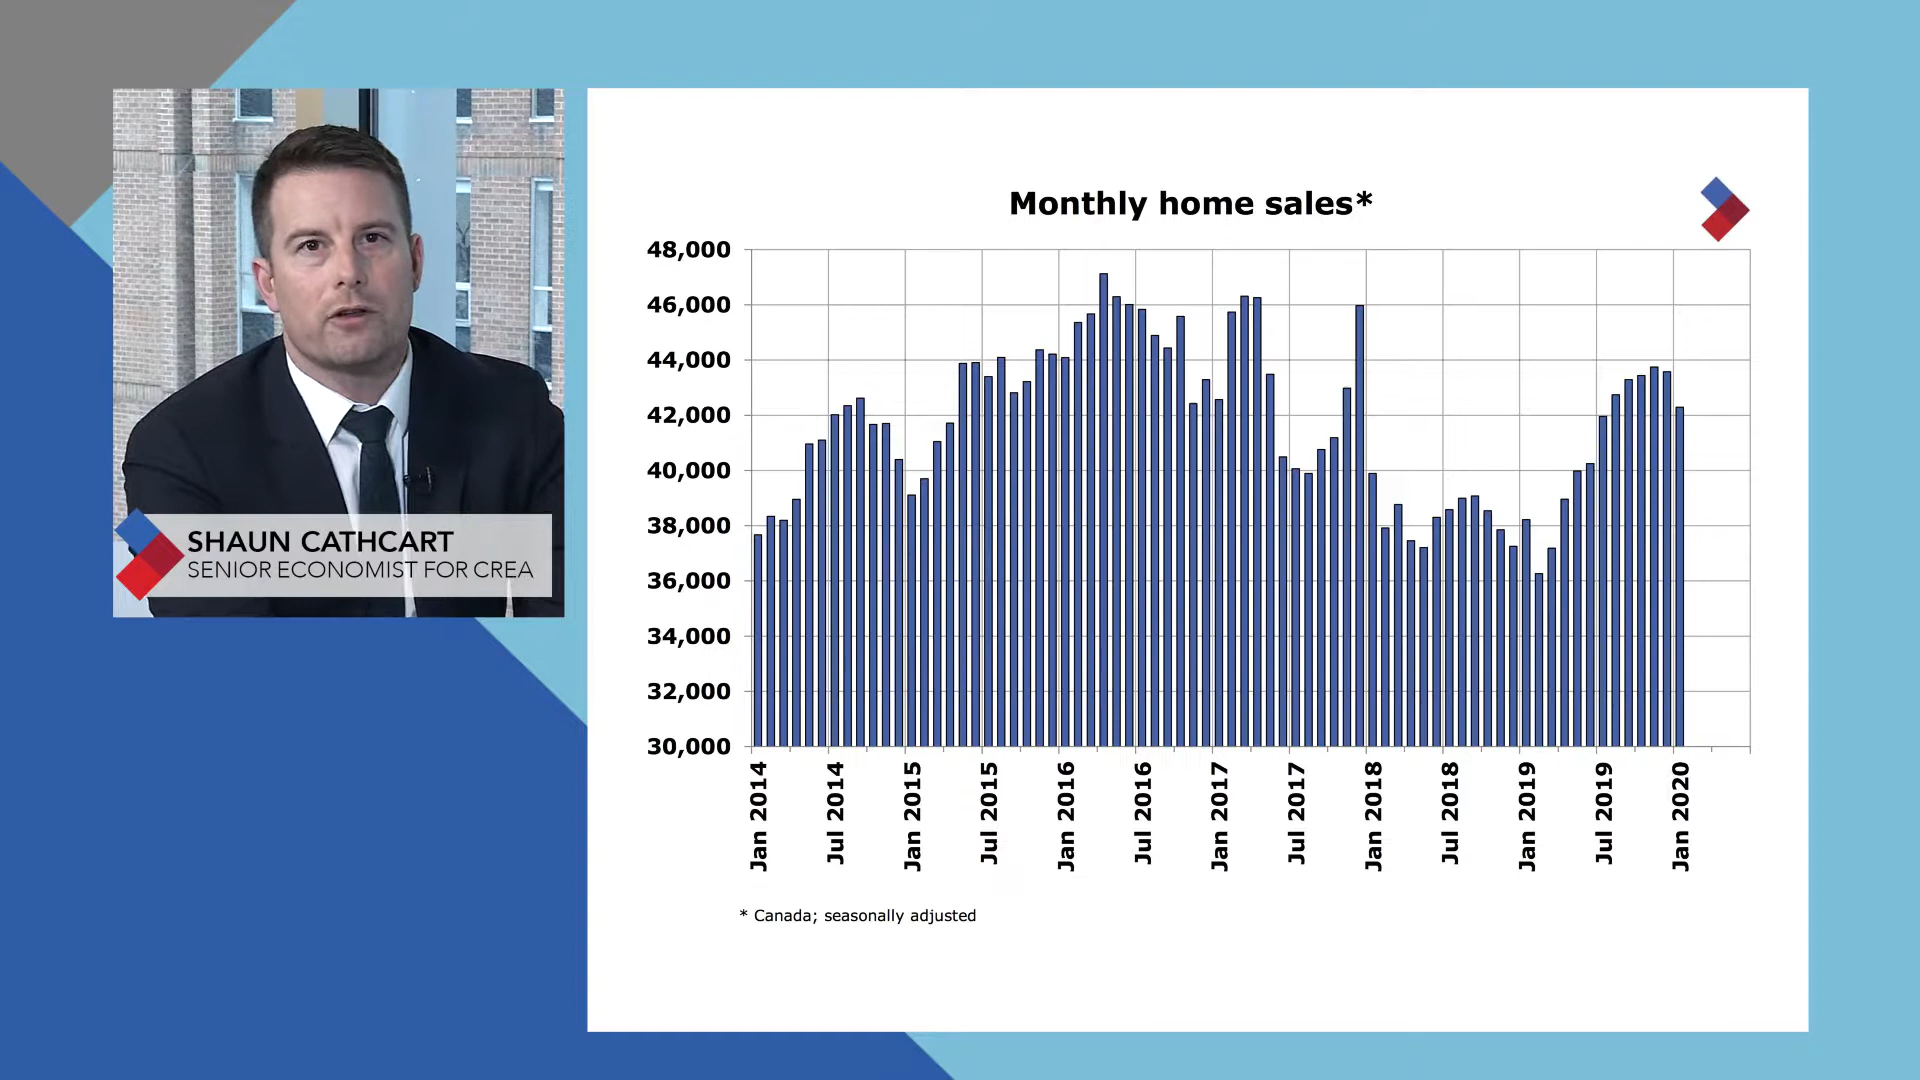 SHAUN CATHCART
SENIOR ECONOMIST FOR CREA
Monthly home sales*
48,000
46,000
44,000
42,000
40,000
38,000
36,000
34,000
32,000
30,000
Jan 2014
Jul 2014
Jan 2015
Jul 2015
Jan 2016
Jul 2016
Jan 2017
Jul 2017
Jan 2018
Jul 2018
Jan 2019
Jul 2019
Jan 2020
* Canada; seasonally adjusted